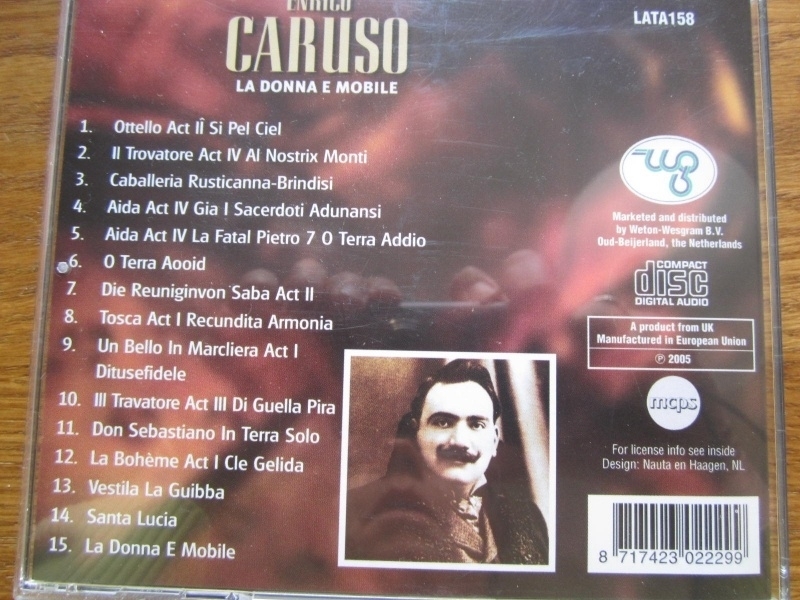 ENRICO
CARUSO
LA DONNA E MOBILE
LATA158
1. Ottello Act IÎ Si Pel Ciel
2. Il Trovatore Act IV Al Nostrix Monti
3. Caballeria Rusticanna-Brindisi
4. Aida Act IV Gia I Sacerdoti Adunansi
5. Aida Act IV La Fatal Pietro 7 O Terra Addio
6. O Terra Aooid
7. Die Reuniginvon Saba Act II
8. Tosca Act I Recundita Armonia
9. Un Bello In Marcliera Act I
Ditusefidele
10. III Travatore Act III Di Guella Pira
11. Don Sebastiano In Terra Solo
12. La Bohème Act I Cle Gelida
13. Vestila La Guibba
14. Santa Lucia
15. La Donna E Mobile
wg
Marketed and distributed
by Weton-Wesgram B.V.
Oud-Beijerland, the Netherlands
COMPACT
disc
DIGITAL AUDIO
A product from UK
Manufactured in European Union
℗ 2005
mcps
For license info see inside
Design: Nauta en Haagen, NL
8 717423 022299